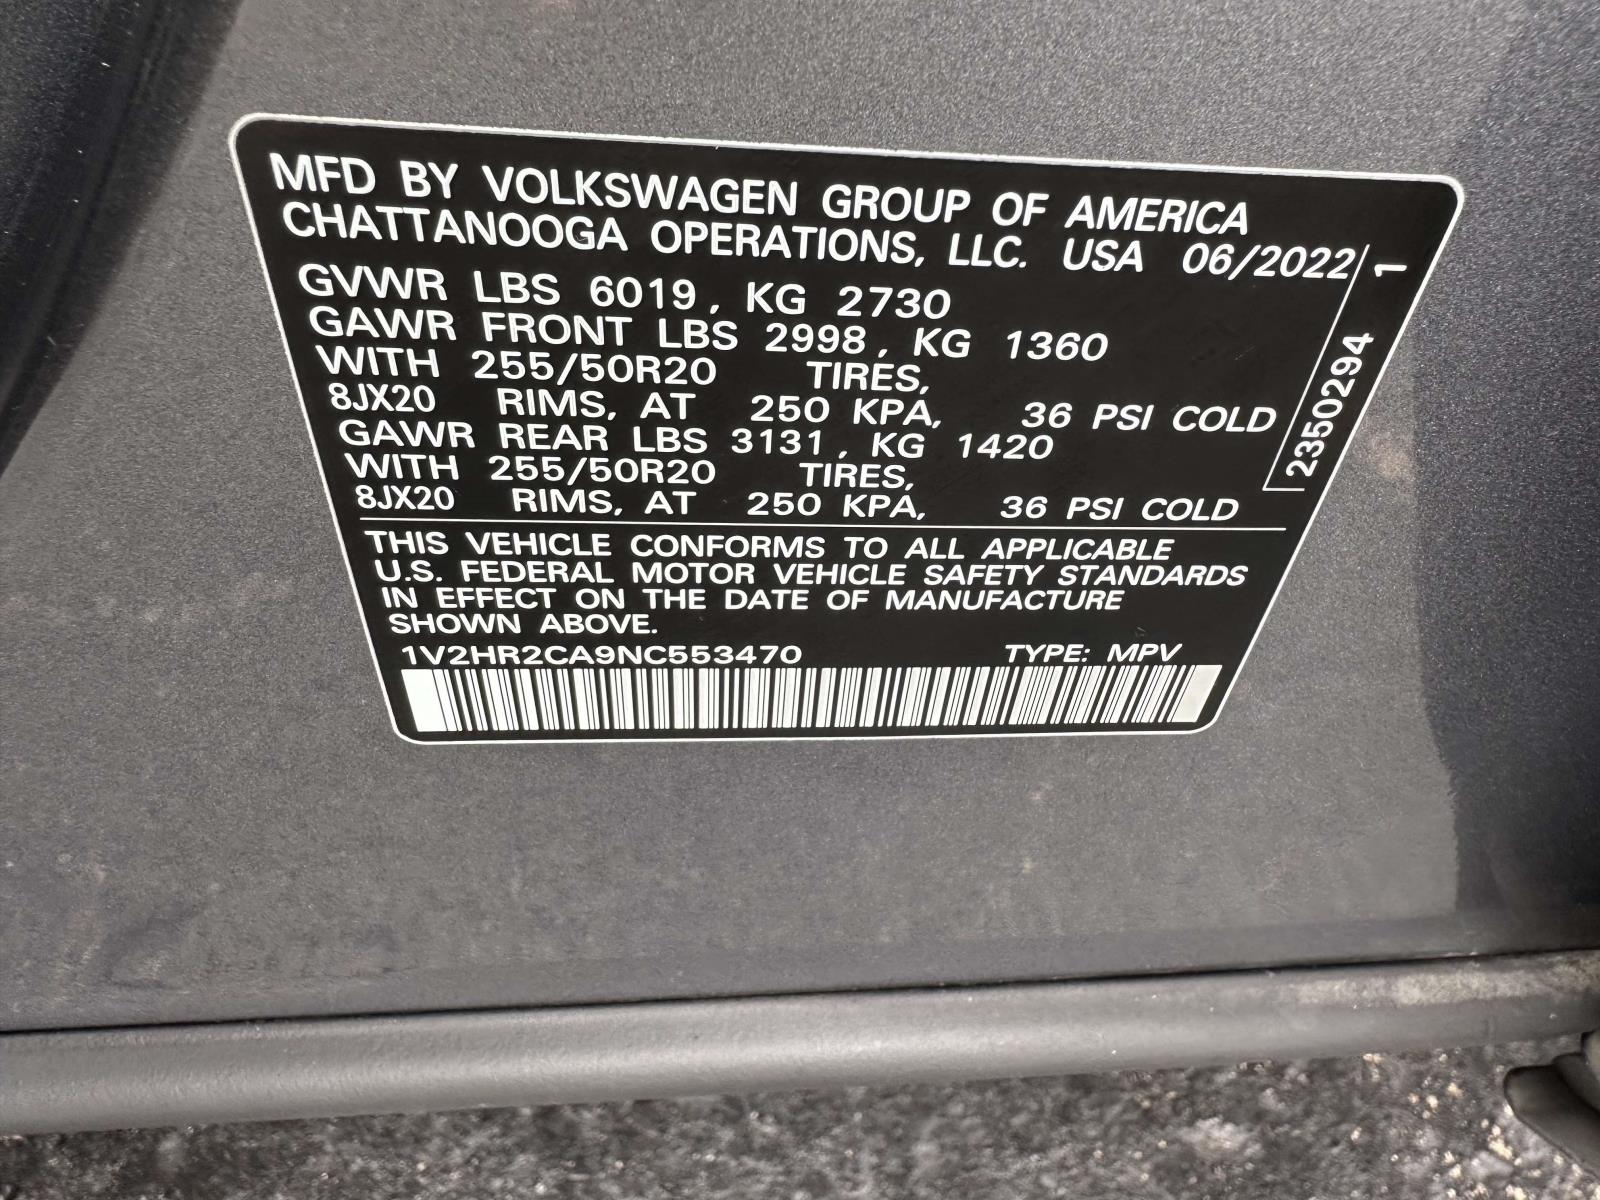 MFD BY VOLKSWAGEN GROUP OF AMERICA
CHATTANOOGA OPERATIONS, LLC. USA 06/2022
GVWR LBS 6019, KG 2730
GAWR FRONT LBS 2998, KG 1360
WITH 255/50R20 TIRES,
8JX20 RIMS, AT 250 KPA, 36 PSI COLD
GAWR REAR LBS 3131, KG 1420
WITH 255/50R20 TIRES,
8JX20 RIMS, AT 250 KPA, 36 PSI COLD
2350294 1
THIS VEHICLE CONFORMS TO ALL APPLICABLE
U.S. FEDERAL MOTOR VEHICLE SAFETY STANDARDS
IN EFFECT ON THE DATE OF MANUFACTURE
SHOWN ABOVE.
1V2HR2CA9NC553470 TYPE: MPV